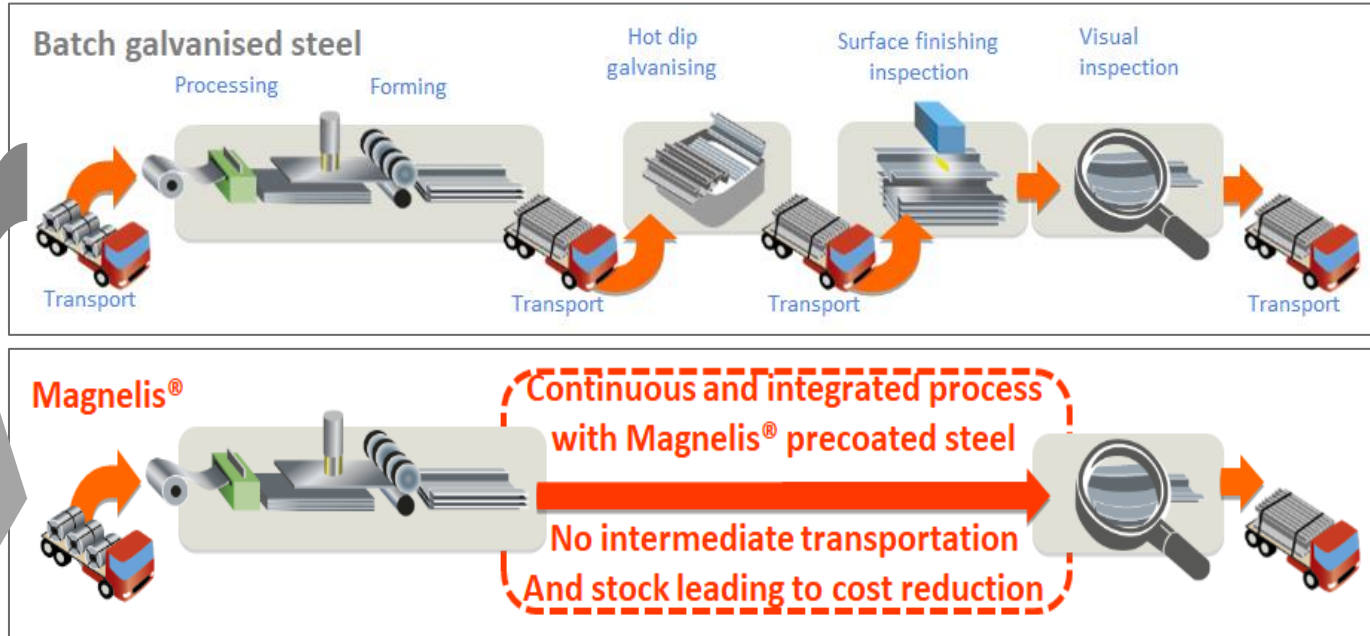 Batch galvanised steel
Processing
Forming
Hot dip
galvanising
Surface finishing
inspection
Visual
inspection
Transport
Transport
Transport
Transport
Magnelis®
Continuous and integrated process
with Magnelis® precoated steel
No intermediate transportation
And stock leading to cost reduction